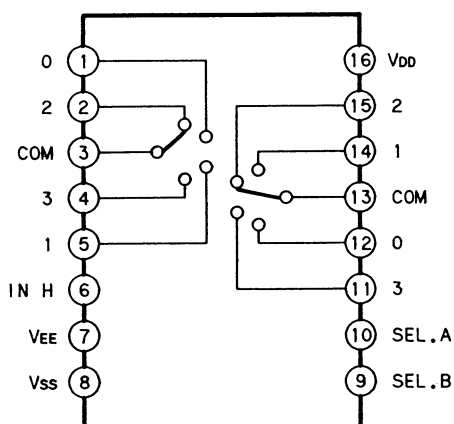 0 1 16 VDD
2 2 15 2
COM 3 14 1
3 4 13 COM
1 5 12 0
IN H 6 11 3
VEE 7 10 SEL.A
VSS 8 9 SEL.B